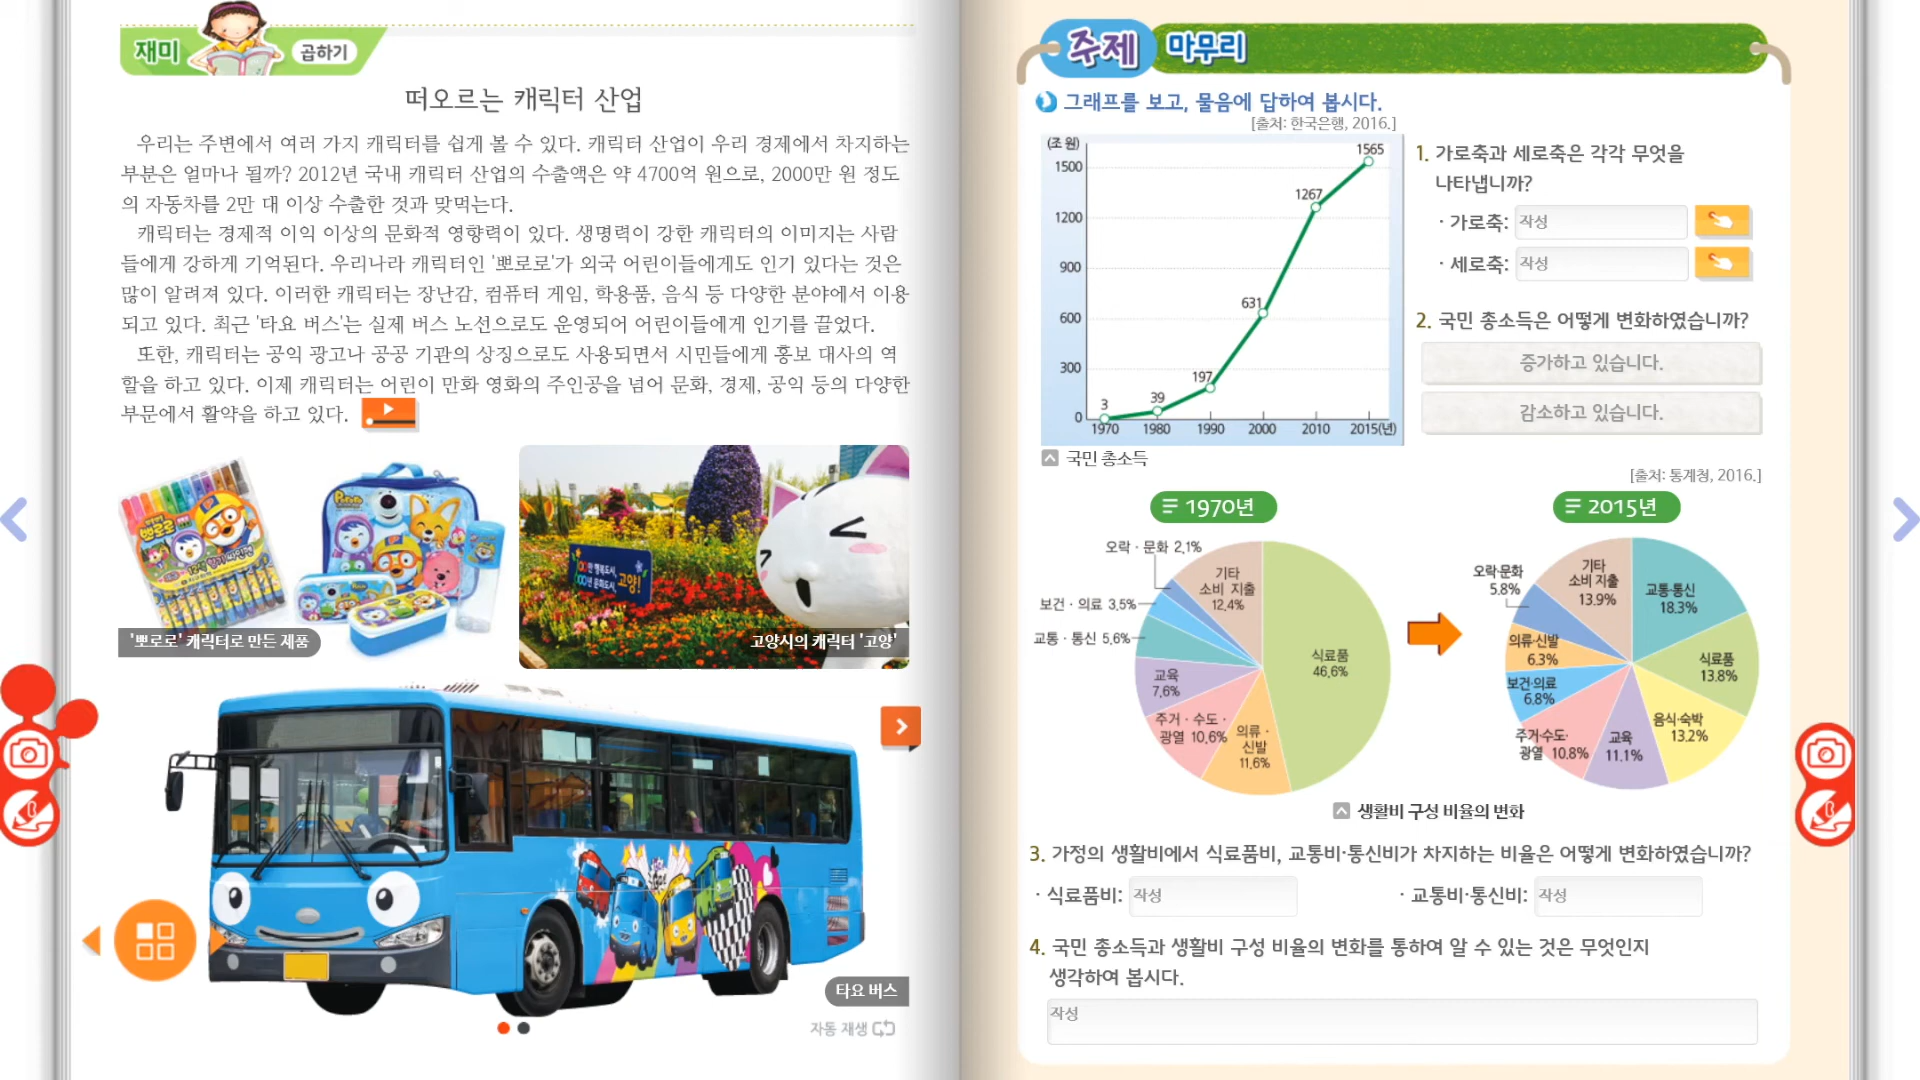 재미 곱하기
떠오르는 캐릭터 산업
우리는 주변에서 여러 가지 캐릭터를 쉽게 볼 수 있다. 캐릭터 산업이 우리 경제에서 차지하는
부분은 얼마나 될까? 2012년 국내 캐릭터 산업의 수출액은 약 4700억 원으로, 2000만 원 정도
의 자동차를 2만 대 이상 수출한 것과 맞먹는다.
캐릭터는 경제적 이익 이상의 문화적 영향력이 있다. 생명력이 강한 캐릭터의 이미지는 사람
들에게 강하게 기억된다. 우리나라 캐릭터인 '뽀로로'가 외국 어린이들에게도 인기 있다는 것은
많이 알려져 있다. 이러한 캐릭터는 장난감, 컴퓨터 게임, 학용품, 음식 등 다양한 분야에서 이용
되고 있다. 최근 '타요 버스'는 실제 버스 노선으로도 운영되어 어린이들에게 인기를 끌었다.
또한, 캐릭터는 공익 광고나 공공 기관의 상징으로도 사용되면서 시민들에게 홍보 대사의 역
할을 하고 있다. 이제 캐릭터는 어린이 만화 영화의 주인공을 넘어 문화, 경제, 공익 등의 다양한
부문에서 활약을 하고 있다.
뽀로로
Pororo
'뽀로로' 캐릭터로 만든 제품
고양!
고양시의 캐릭터 '고양'
타요 버스
자동 재생
주제 마무리
그래프를 보고, 물음에 답하여 봅시다.
[출처: 한국은행, 2016.]
(조 원)
1500
1200
900
600
300
0
3
39
197
631
1267
1565
1970 1980 1990 2000 2010 2015(년)
국민 총소득
1. 가로축과 세로축은 각각 무엇을
나타냅니까?
· 가로축: 작성
· 세로축: 작성
2. 국민 총소득은 어떻게 변화하였습니까?
증가하고 있습니다.
감소하고 있습니다.
[출처: 통계청, 2016.]
1970년
오락 · 문화 2.1%
보건 · 의료 3.5%
교통 · 통신 5.6%
교육
7.6%
주거 · 수도 ·
광열 10.6%
의류 ·
신발
11.6%
식료품
46.6%
기타
소비 지출
12.4%
2015년
오락·문화
5.8%
의류·신발
6.3%
보건·의료
6.8%
주거·수도·
광열 10.8%
교육
11.1%
음식·숙박
13.2%
식료품
13.8%
교통·통신
18.3%
기타
소비 지출
13.9%
생활비 구성 비율의 변화
3. 가정의 생활비에서 식료품비, 교통비·통신비가 차지하는 비율은 어떻게 변화하였습니까?
· 식료품비: 작성 · 교통비·통신비: 작성
4. 국민 총소득과 생활비 구성 비율의 변화를 통하여 알 수 있는 것은 무엇인지
생각하여 봅시다.
작성